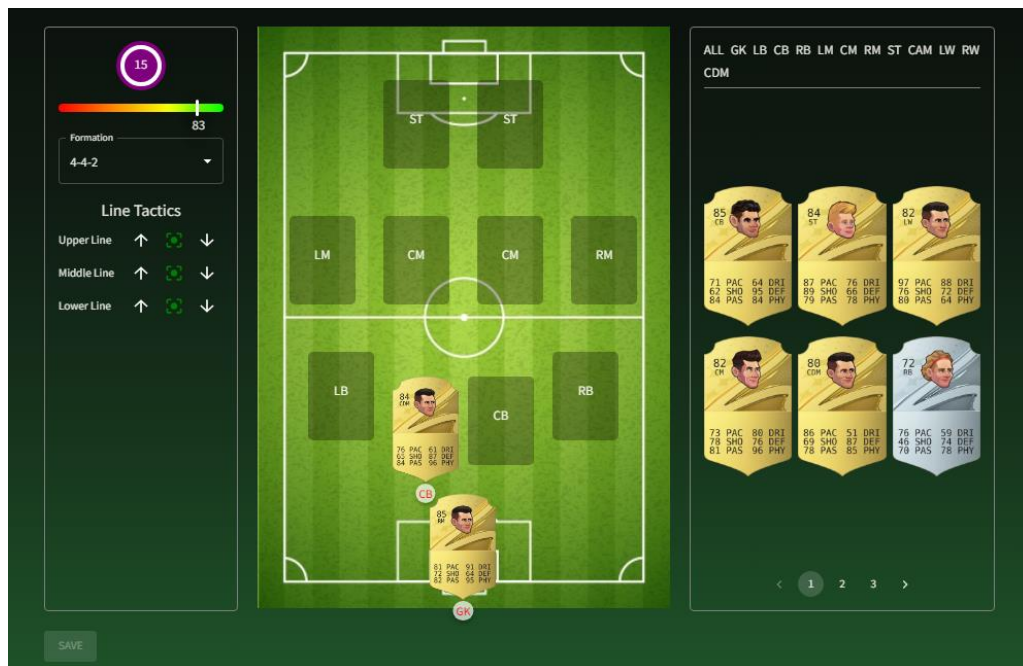 15
83
Formation
4-4-2
Line Tactics
Upper Line
Middle Line
Lower Line
SAVE
ST ST
LM CM CM RM
LB CB RB
84
CDM
76 PAC 61 DRI
65 SHO 87 DEF
84 PAS 96 PHY
CB
85
RM
81 PAC 91 DRI
72 SHO 64 DEF
82 PAS 95 PHY
GK
ALL GK LB CB RB LM CM RM ST CAM LW RW
CDM
85
CB
71 PAC 64 DRI
62 SHO 95 DEF
84 PAS 84 PHY
84
ST
87 PAC 76 DRI
89 SHO 66 DEF
79 PAS 78 PHY
82
LW
97 PAC 88 DRI
76 SHO 72 DEF
80 PAS 64 PHY
82
CM
73 PAC 80 DRI
78 SHO 76 DEF
81 PAS 96 PHY
80
CDM
86 PAC 51 DRI
69 SHO 87 DEF
78 PAS 85 PHY
72
RB
76 PAC 59 DRI
46 SHO 74 DEF
70 PAS 78 PHY
< 1 2 3 >